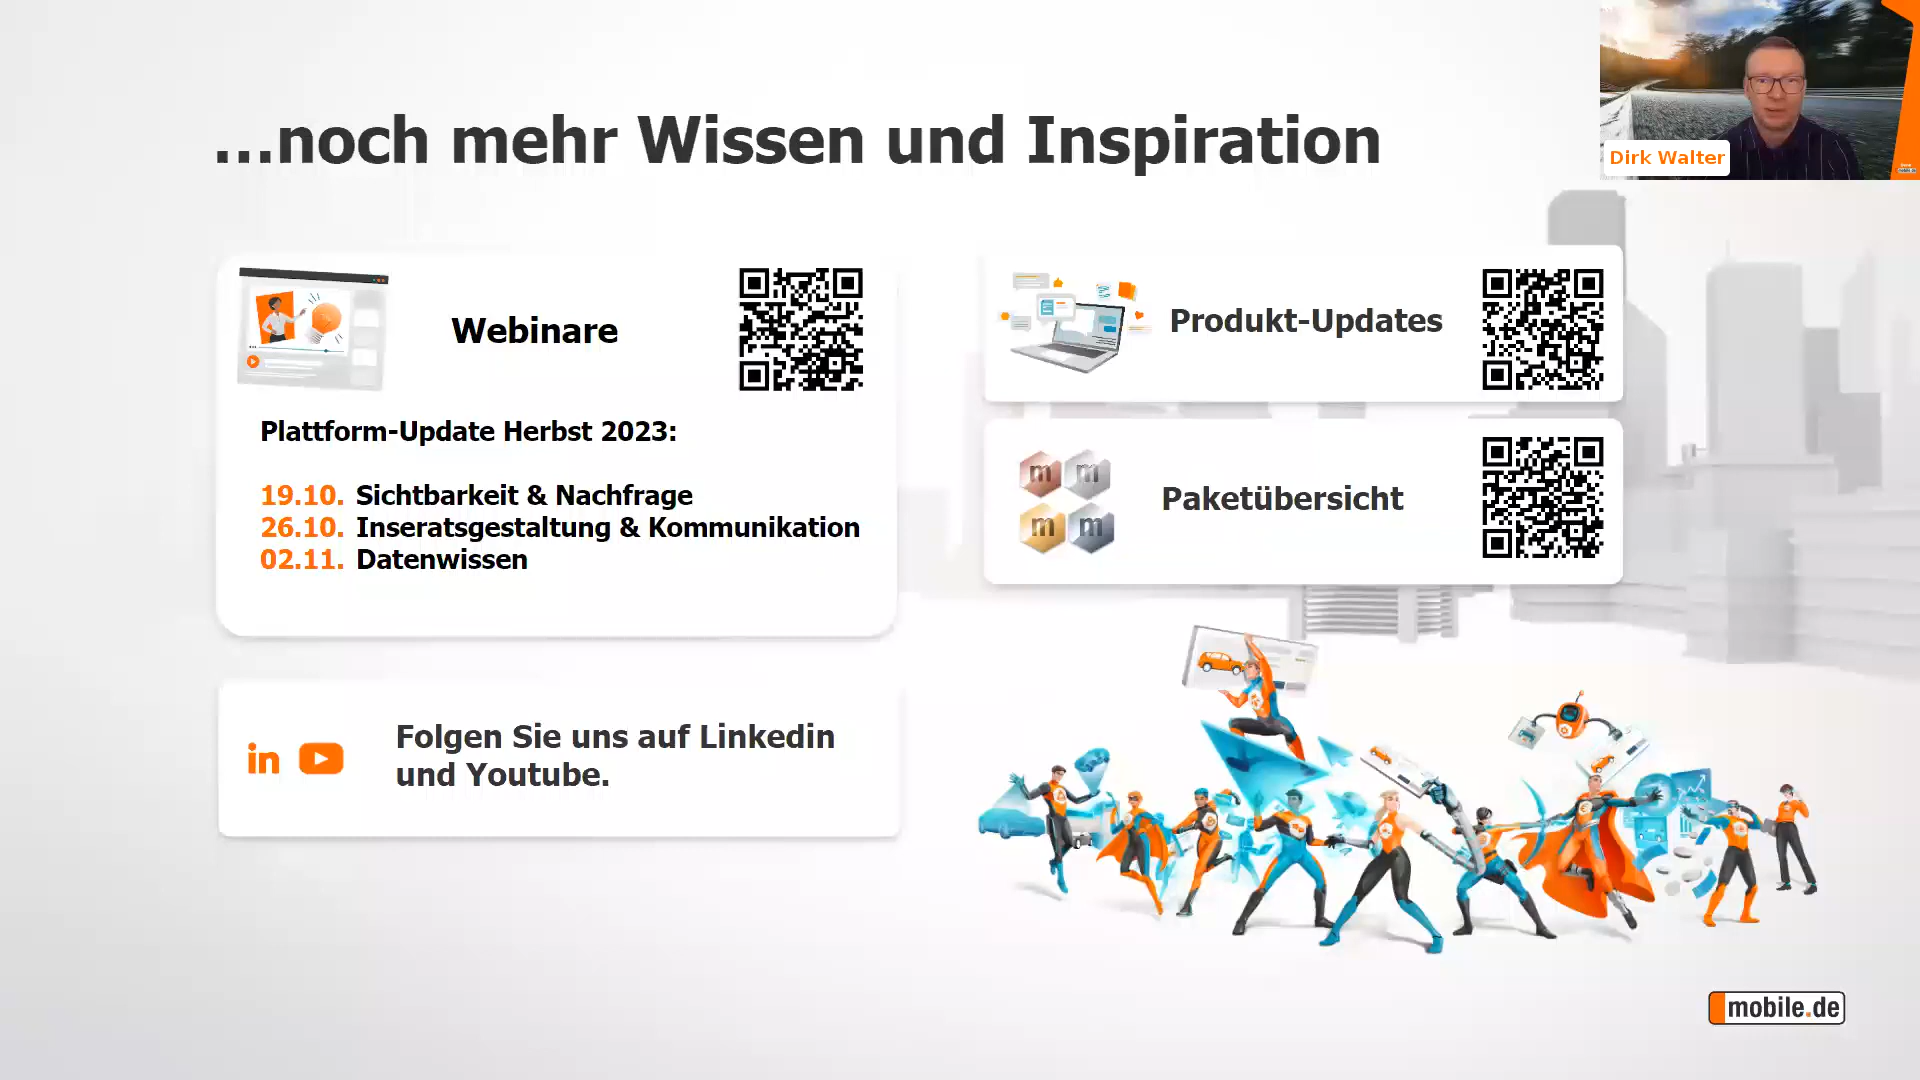 …noch mehr Wissen und Inspiration
Dirk Walter
Webinare
Plattform-Update Herbst 2023:
19.10. Sichtbarkeit & Nachfrage
26.10. Inseratsgestaltung & Kommunikation
02.11. Datenwissen
Produkt-Updates
m m
m m
Paketübersicht
in
Folgen Sie uns auf Linkedin
und Youtube.
mobile.de